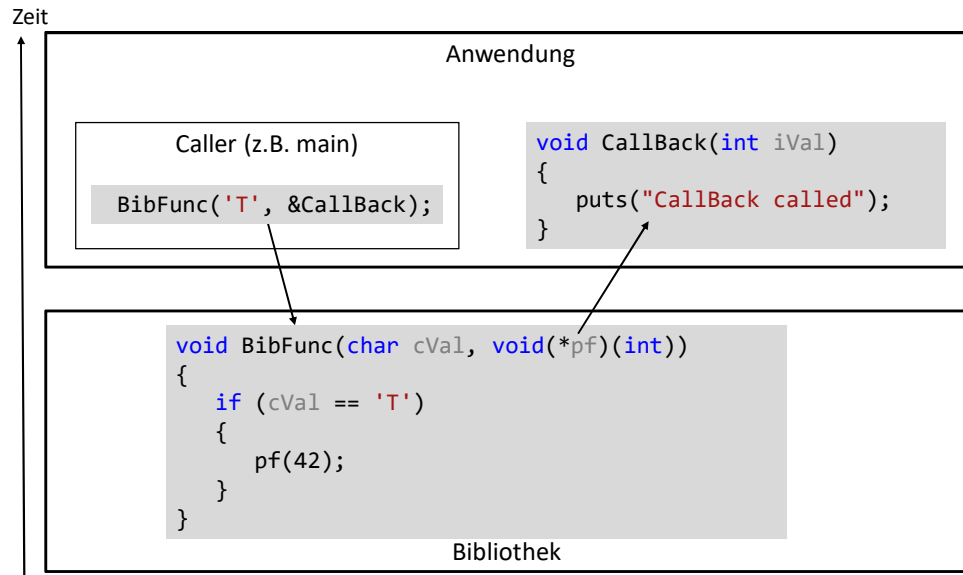 Zeit
Anwendung
Caller (z.B. main)
BibFunc('T', &CallBack);
void CallBack(int iVal)
{
   puts("CallBack called");
}
void BibFunc(char cVal, void(*pf)(int))
{
   if (cVal == 'T')
   {
      pf(42);
   }
}
Bibliothek